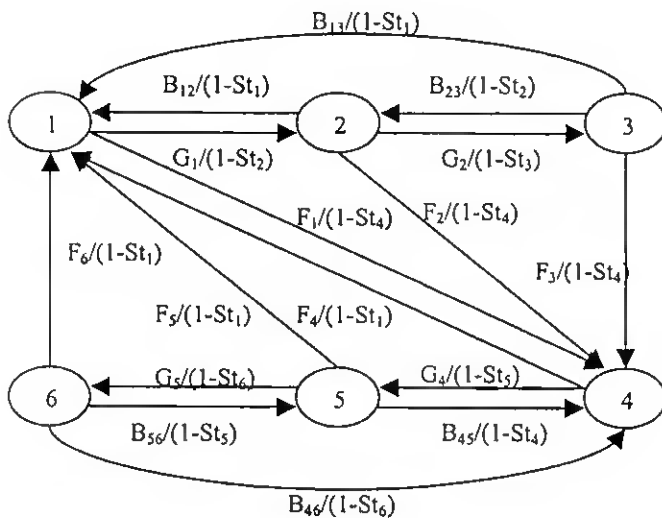 B₁₃/(1-St₁)
B₁₂/(1-St₁)
B₂₃/(1-St₂)
1
2
3
G₁/(1-St₂)
G₂/(1-St₃)
F₁/(1-St₄)
F₂/(1-St₄)
F₆/(1-St₁)
F₃/(1-St₄)
F₅/(1-St₁)
F₄/(1-St₁)
G₅/(1-St₆)
G₄/(1-St₅)
6
5
4
B₅₆/(1-St₅)
B₄₅/(1-St₄)
B₄₆/(1-St₆)